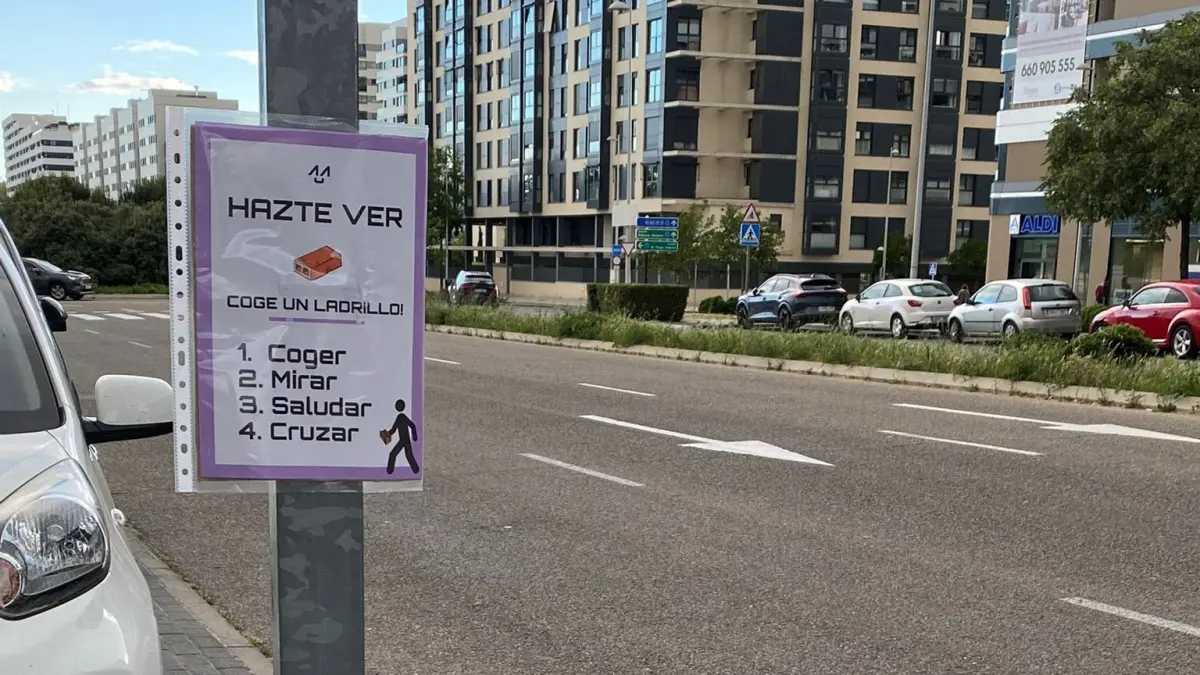 HAZTE VER
COGE UN LADRILLO!
1. Coger
2. Mirar
3. Saludar
4. Cruzar
660 905 555
ALDI